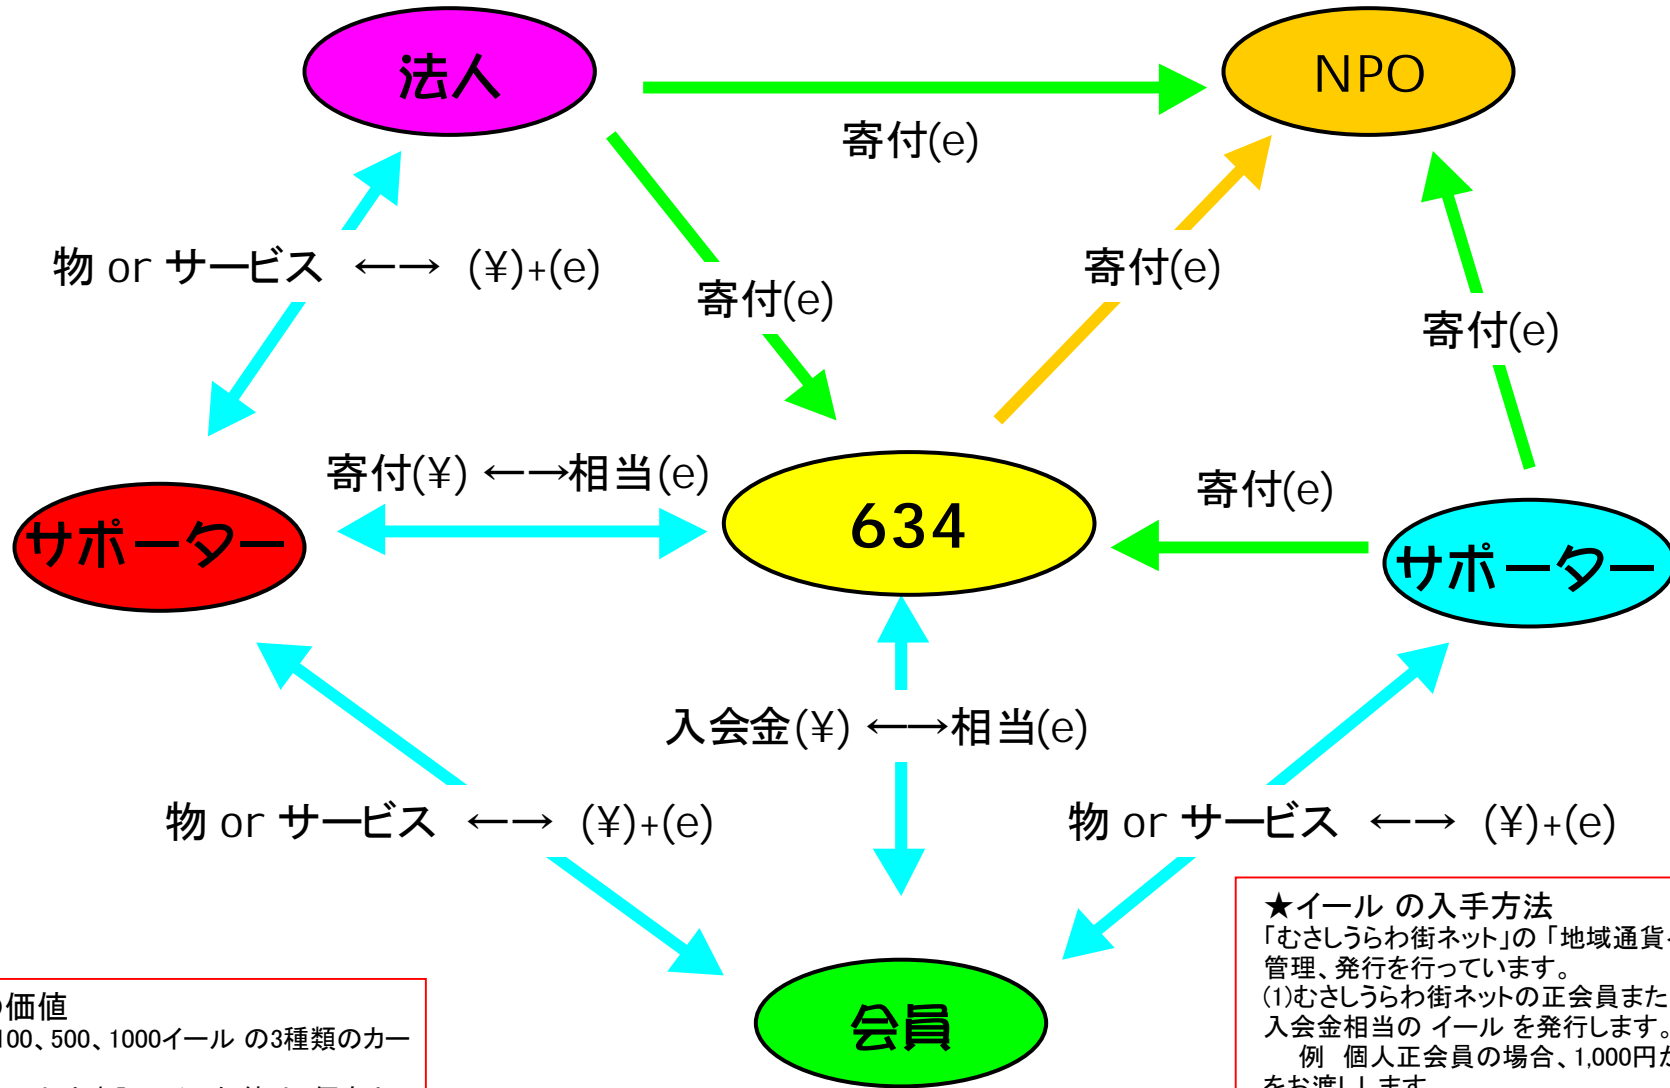 法人
NPO
寄付(e)
物 or サービス ←→ (¥)+(e)
寄付(e)
寄付(e)
寄付(e)
寄付(¥) ←→相当(e)
634
寄付(e)
サポーター
サポーター
入会金(¥) ←→相当(e)
物 or サービス ←→ (¥)+(e)
物 or サービス ←→ (¥)+(e)
会員
価値
100、500、1000イール の3種類のカー
★イール の入手方法
「むさしうらわ街ネット」の「地域通貨
管理、発行を行っています。
(1)むさしうらわ街ネットの正会員また
入会金相当の イール を発行します。
例 個人正会員の場合、1,000円
をお渡しします